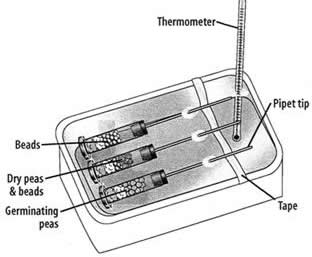 Thermometer
Pipet tip
Beads
Dry peas
& beads
Germinating
peas
Tape